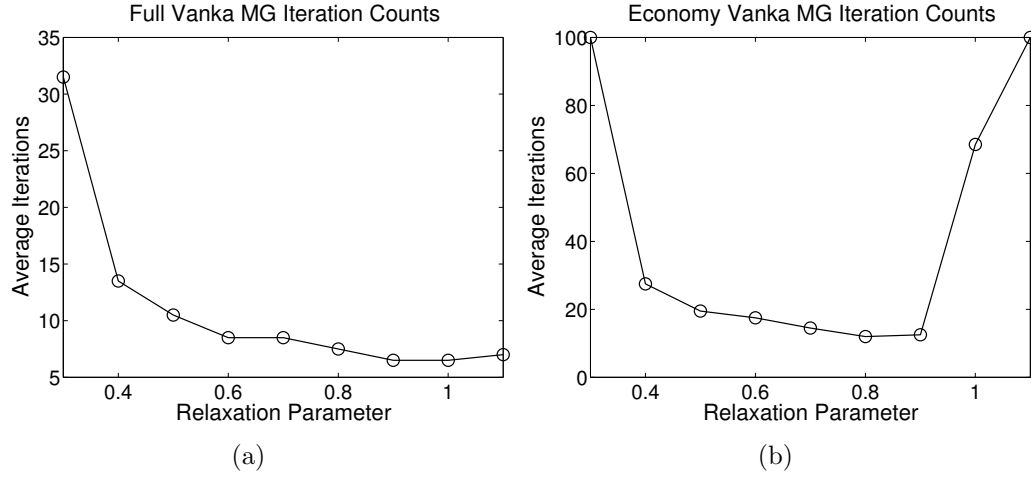 Full Vanka MG Iteration Counts
35
30
25
20
15
10
5
0.4 0.6 0.8 1
Average Iterations
Relaxation Parameter
(a)
Economy Vanka MG Iteration Counts
100
80
60
40
20
0
0.4 0.6 0.8 1
Average Iterations
Relaxation Parameter
(b)